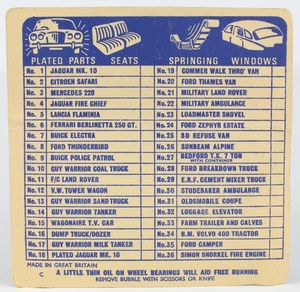 PLATED PARTS SEATS SPRINGING WINDOWS
No. 1 JAGUAR MK. 10
No. 2 CITROEN SAFARI
No. 3 MERCEDES 220
No. 4 JAGUAR FIRE CHIEF
No. 5 LANCIA FLAMINIA
No. 6 FERRARI BERLINETTA 250 GT.
No. 7 BUICK ELECTRA
No. 8 FORD THUNDERBIRD
No. 9 BUICK POLICE PATROL
No. 10 GUY WARRIOR COAL TRUCK
No. 11 F/C LAND ROVER
No. 12 V.W. TOWER WAGON
No. 13 GUY WARRIOR SAND TRUCK
No. 14 GUY WARRIOR TANKER
No. 15 WAGONAIRE T.V. CAR
No. 16 DUMP TRUCK/DOZER
No. 17 GUY WARRIOR MILK TANKER
No. 18 PLATED JAGUAR MK. 10
No. 19 COMMER WALK THRO' VAN
No. 20 FORD THAMES VAN
No. 21 MILITARY LAND ROVER
No. 22 MILITARY AMBULANCE
No. 23 LOADMASTER SHOVEL
No. 24 FORD ZEPHYR ESTATE
No. 25 SD REFUSE VAN
No. 26 SUNBEAM ALPINE
No. 27 BEDFORD T.K. 7 TON
WITH CONTAINER
No. 28 FORD BREAKDOWN TRUCK
No. 29 E.R.F. CEMENT MIXER TRUCK
No. 30 STUDEBAKER AMBULANCE
No. 31 OLDSMOBILE COUPE
No. 32 LUGGAGE ELEVATOR
No. 33 FARM TRAILER AND CALVES
No. 34 B.M. VOLVO 400 TRACTOR
No. 35 FORD CAMPER
No. 36 SIMON SNORKEL FIRE ENGINE
MADE IN GREAT BRITAIN
C A LITTLE THIN OIL ON WHEEL BEARINGS WILL AID FREE RUNNING
REMOVE BUBBLE WITH SCISSORS OR KNIFE